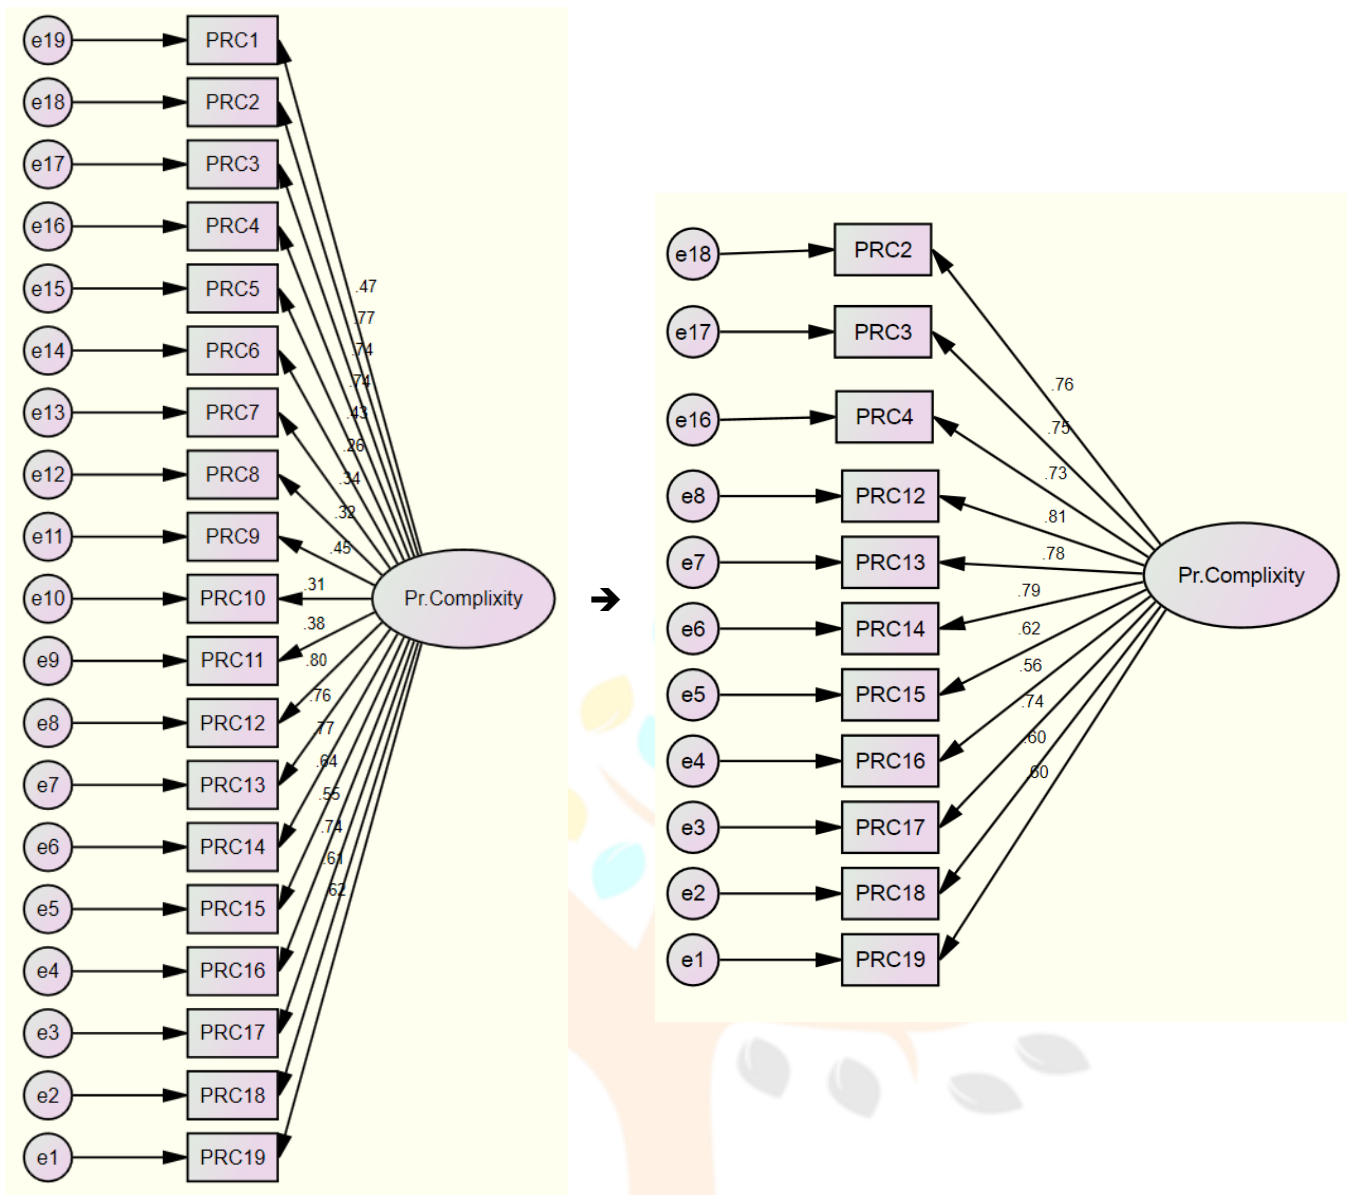 e19 PRC1
e18 PRC2
e17 PRC3
e16 PRC4
e15 PRC5
e14 PRC6
e13 PRC7
e12 PRC8
e11 PRC9
e10 PRC10
e9 PRC11
e8 PRC12
e7 PRC13
e6 PRC14
e5 PRC15
e4 PRC16
e3 PRC17
e2 PRC18
e1 PRC19
.47
.77
.74
.74
.43
.26
.34
.32
.45
.31
.38
.80
.76
.77
.64
.55
.74
.61
.62
Pr.Complixity
e18 PRC2
e17 PRC3
e16 PRC4
e8 PRC12
e7 PRC13
e6 PRC14
e5 PRC15
e4 PRC16
e3 PRC17
e2 PRC18
e1 PRC19
.76
.75
.73
.81
.78
.79
.62
.56
.74
.60
.60
Pr.Complixity